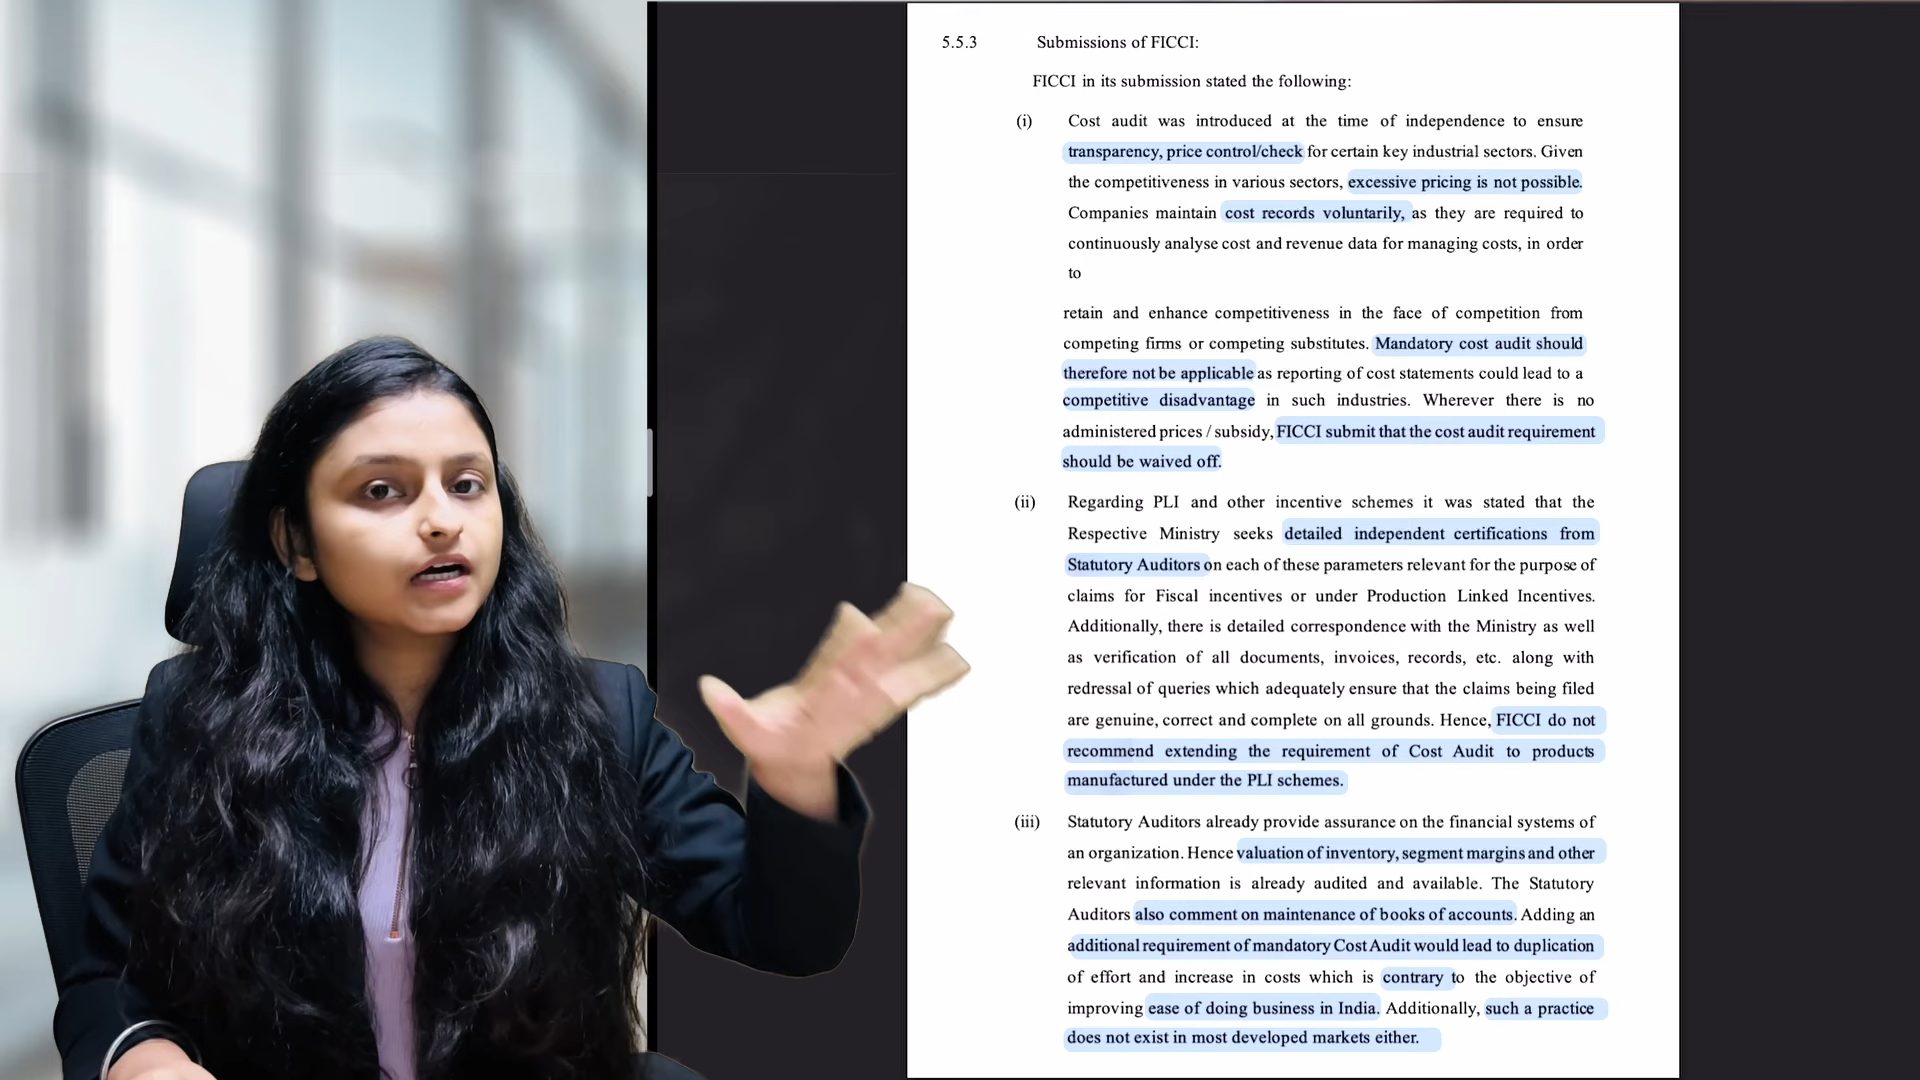 5.5.3 Submissions of FICCI:
FICCI in its submission stated the following:
(i) Cost audit was introduced at the time of independence to ensure
transparency, price control/check for certain key industrial sectors. Given
the competitiveness in various sectors, excessive pricing is not possible.
Companies maintain cost records voluntarily, as they are required to
continuously analyse cost and revenue data for managing costs, in order
to
retain and enhance competitiveness in the face of competition from
competing firms or competing substitutes. Mandatory cost audit should
therefore not be applicable as reporting of cost statements could lead to a
competitive disadvantage in such industries. Wherever there is no
administered prices / subsidy, FICCI submit that the cost audit requirement
should be waived off.
(ii) Regarding PLI and other incentive schemes it was stated that the
Respective Ministry seeks detailed independent certifications from
Statutory Auditors on each of these parameters relevant for the purpose of
claims for Fiscal incentives or under Production Linked Incentives.
Additionally, there is detailed correspondence with the Ministry as well
as verification of all documents, invoices, records, etc. along with
redressal of queries which adequately ensure that the claims being filed
are genuine, correct and complete on all grounds. Hence, FICCI do not
recommend extending the requirement of Cost Audit to products
manufactured under the PLI schemes.
(iii) Statutory Auditors already provide assurance on the financial systems of
an organization. Hence valuation of inventory, segment margins and other
relevant information is already audited and available. The Statutory
Auditors also comment on maintenance of books of accounts. Adding an
additional requirement of mandatory Cost Audit would lead to duplication
of effort and increase in costs which is contrary to the objective of
improving ease of doing business in India. Additionally, such a practice
does not exist in most developed markets either.